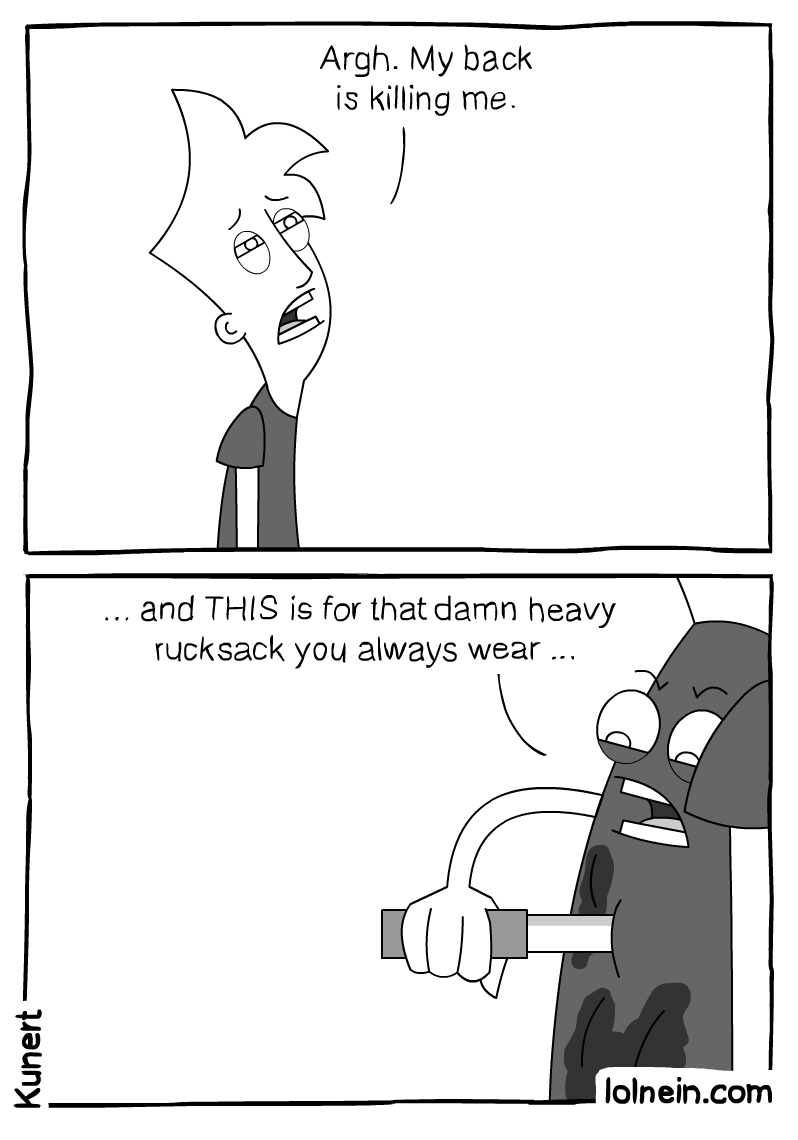 Argh. My back
is killing me.
... and THIS is for that damn heavy
rucksack you always wear ...
Kunert
lolnein.com